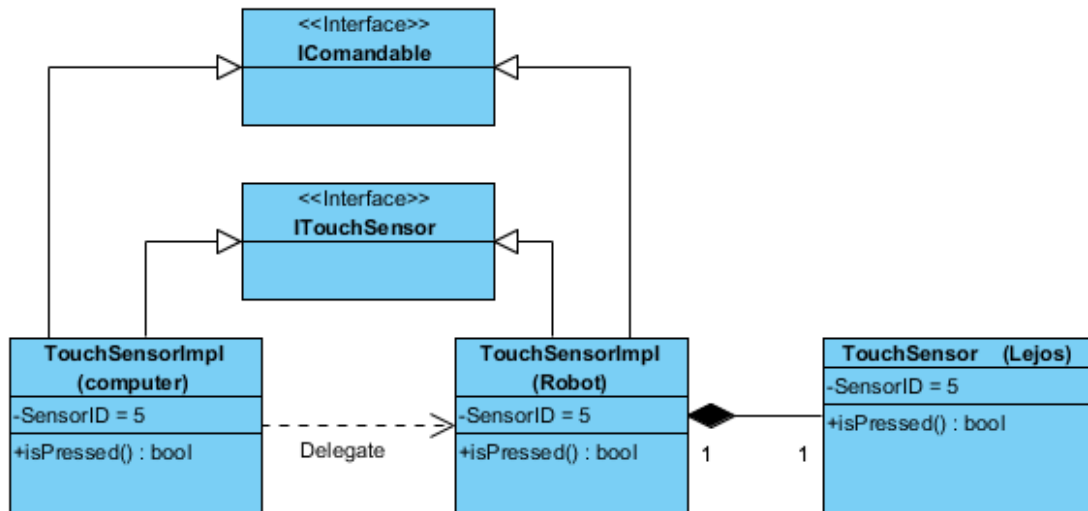 <<Interface>>
IComandable
<<Interface>>
ITouchSensor
TouchSensorImpl
(computer)
-SensorID = 5
+isPressed() : bool
Delegate
TouchSensorImpl
(Robot)
-SensorID = 5
+isPressed() : bool
1
1
TouchSensor (Lejos)
-SensorID = 5
+isPressed() : bool